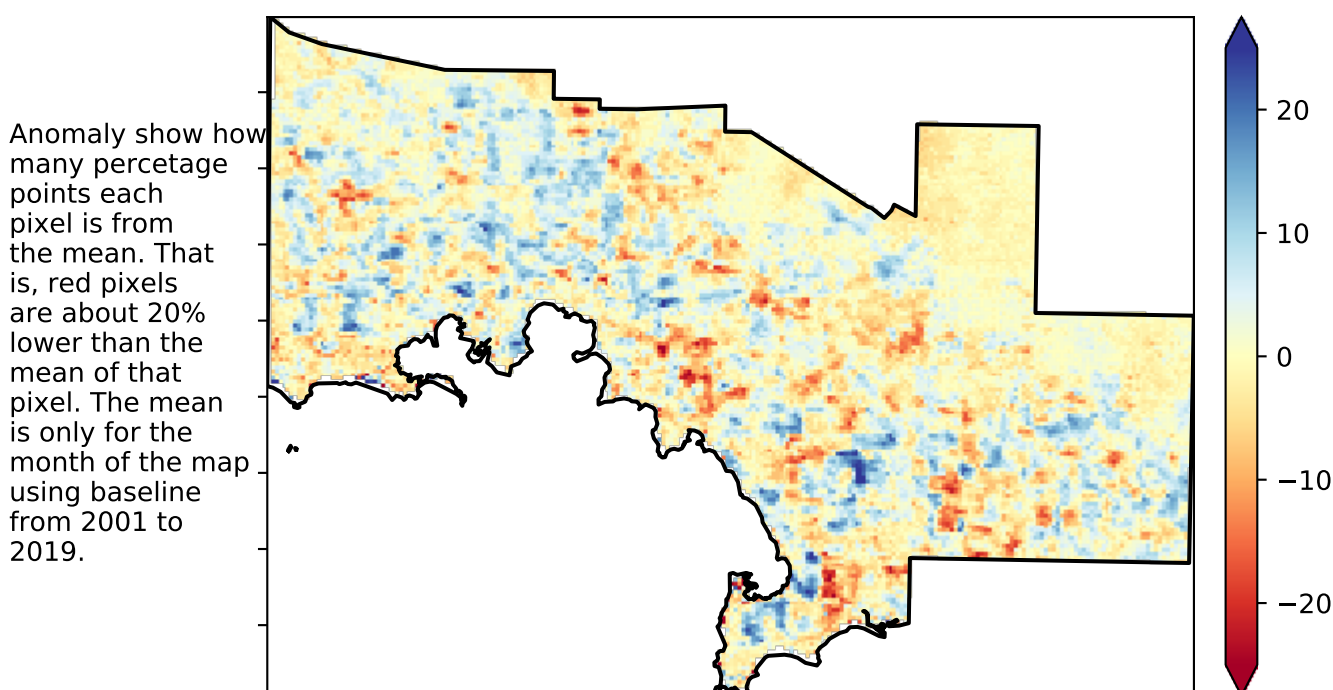 Anomaly show how
many percetage
points each
pixel is from
the mean. That
is, red pixels
are about 20%
lower than the
mean of that
pixel. The mean
is only for the
month of the map
using baseline
from 2001 to
2019.
20
10
0
−10
−20